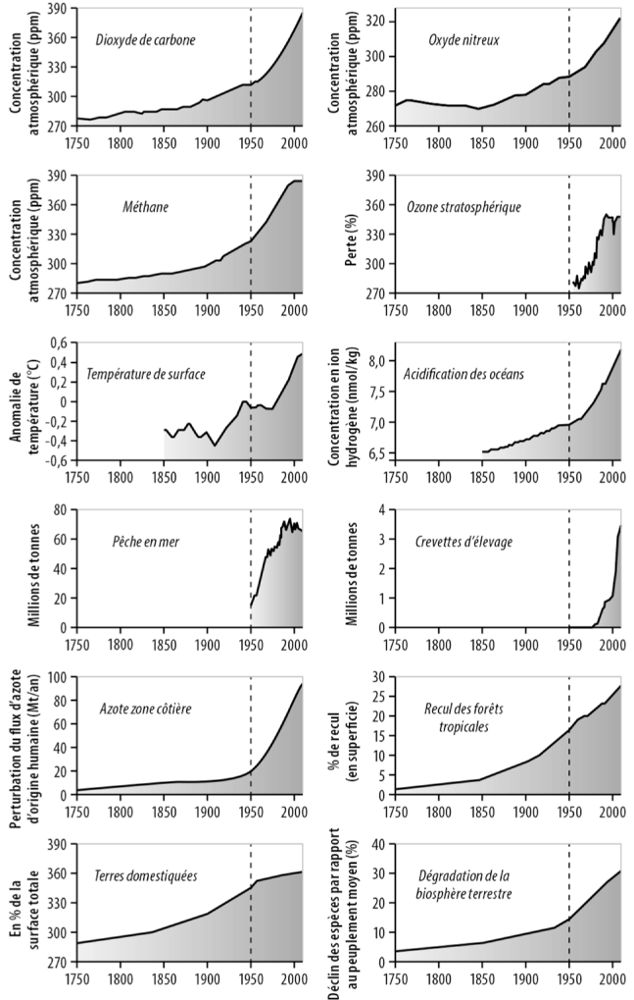 Concentration
atmosphérique (ppm)
390
360
330
300
270
Dioxyde de carbone
1750 1800 1850 1900 1950 2000
Concentration
atmosphérique (ppm)
320
300
280
260
Oxyde nitreux
1750 1800 1850 1900 1950 2000
Concentration
atmosphérique (ppm)
390
360
330
300
270
Méthane
1750 1800 1850 1900 1950 2000
Perte (%)
390
360
330
300
270
Ozone stratosphérique
1750 1800 1850 1900 1950 2000
Anomalie de
température (°C)
0,6
0,4
0,2
0
-0,2
-0,4
-0,6
Température de surface
1750 1800 1850 1900 1950 2000
Concentration en ion
hydrogène (nmol/kg)
8,0
7,5
7,0
6,5
Acidification des océans
1750 1800 1850 1900 1950 2000
Millions de tonnes
80
60
40
20
0
Pêche en mer
1750 1800 1850 1900 1950 2000
Millions de tonnes
4
3
2
1
0
Crevettes d'élevage
1750 1800 1850 1900 1950 2000
Perturbation du flux d'azote
d'origine humaine (Mt/an)
100
80
60
40
20
0
Azote zone côtière
1750 1800 1850 1900 1950 2000
% de recul
(en superficie)
30
25
20
15
10
5
0
Recul des forêts
tropicales
1750 1800 1850 1900 1950 2000
En % de la
surface totale
390
360
330
300
270
Terres domestiquées
1750 1800 1850 1900 1950 2000
Déclin des espèces par rapport
au peuplement moyen (%)
40
30
20
10
0
Dégradation de la
biosphère terrestre
1750 1800 1850 1900 1950 2000